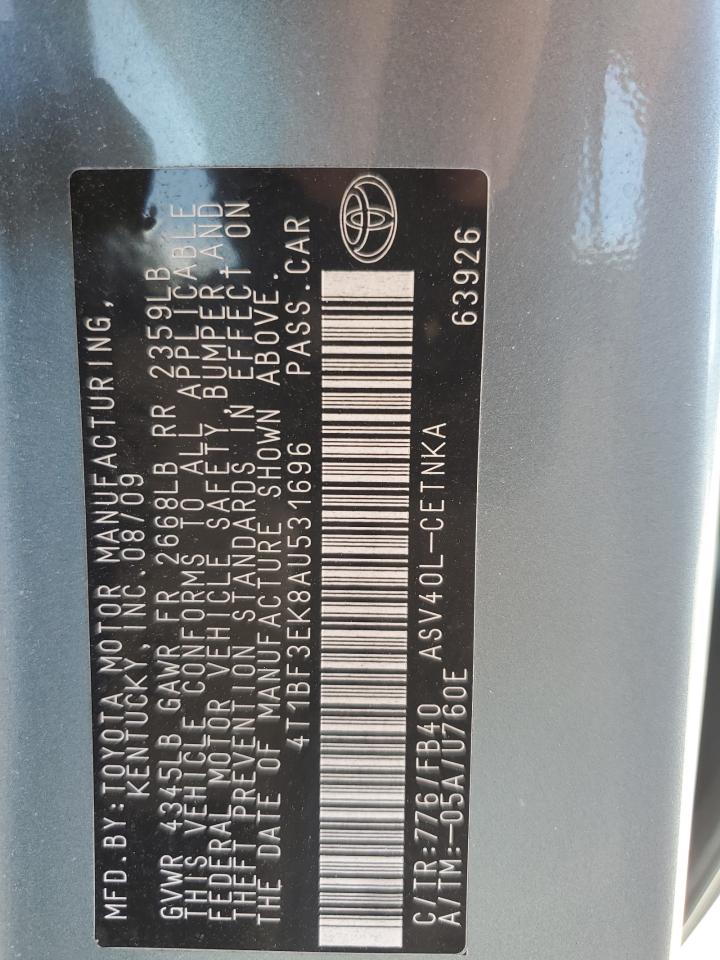 MFD.BY:TOYOTA MOTOR MANUFACTURING,
KENTUCKY, INC.08/09
GVWR 4345LB GAWR FR 2668LB RR 2359LB
THIS VEHICLE CONFORMS TO ALL APPLICABLE
FEDERAL MOTOR VEHICLE SAFETY, BUMPER, AND
THEFT PREVENTION STANDARDS IN EFFECT ON
THE DATE OF MANUFACTURE SHOWN ABOVE.
4T1BF3EK8AU531696 PASS.CAR
C/TR:776/FB40 ASV40L-CETNKA
A/TM:-05A/U760E 63926